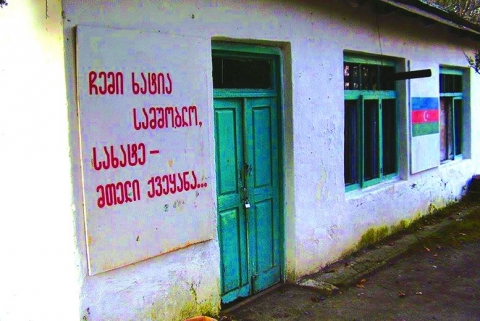 ჩემი ხატია
სამშობლო,
სახატე –
მთელი ქვეყანა...